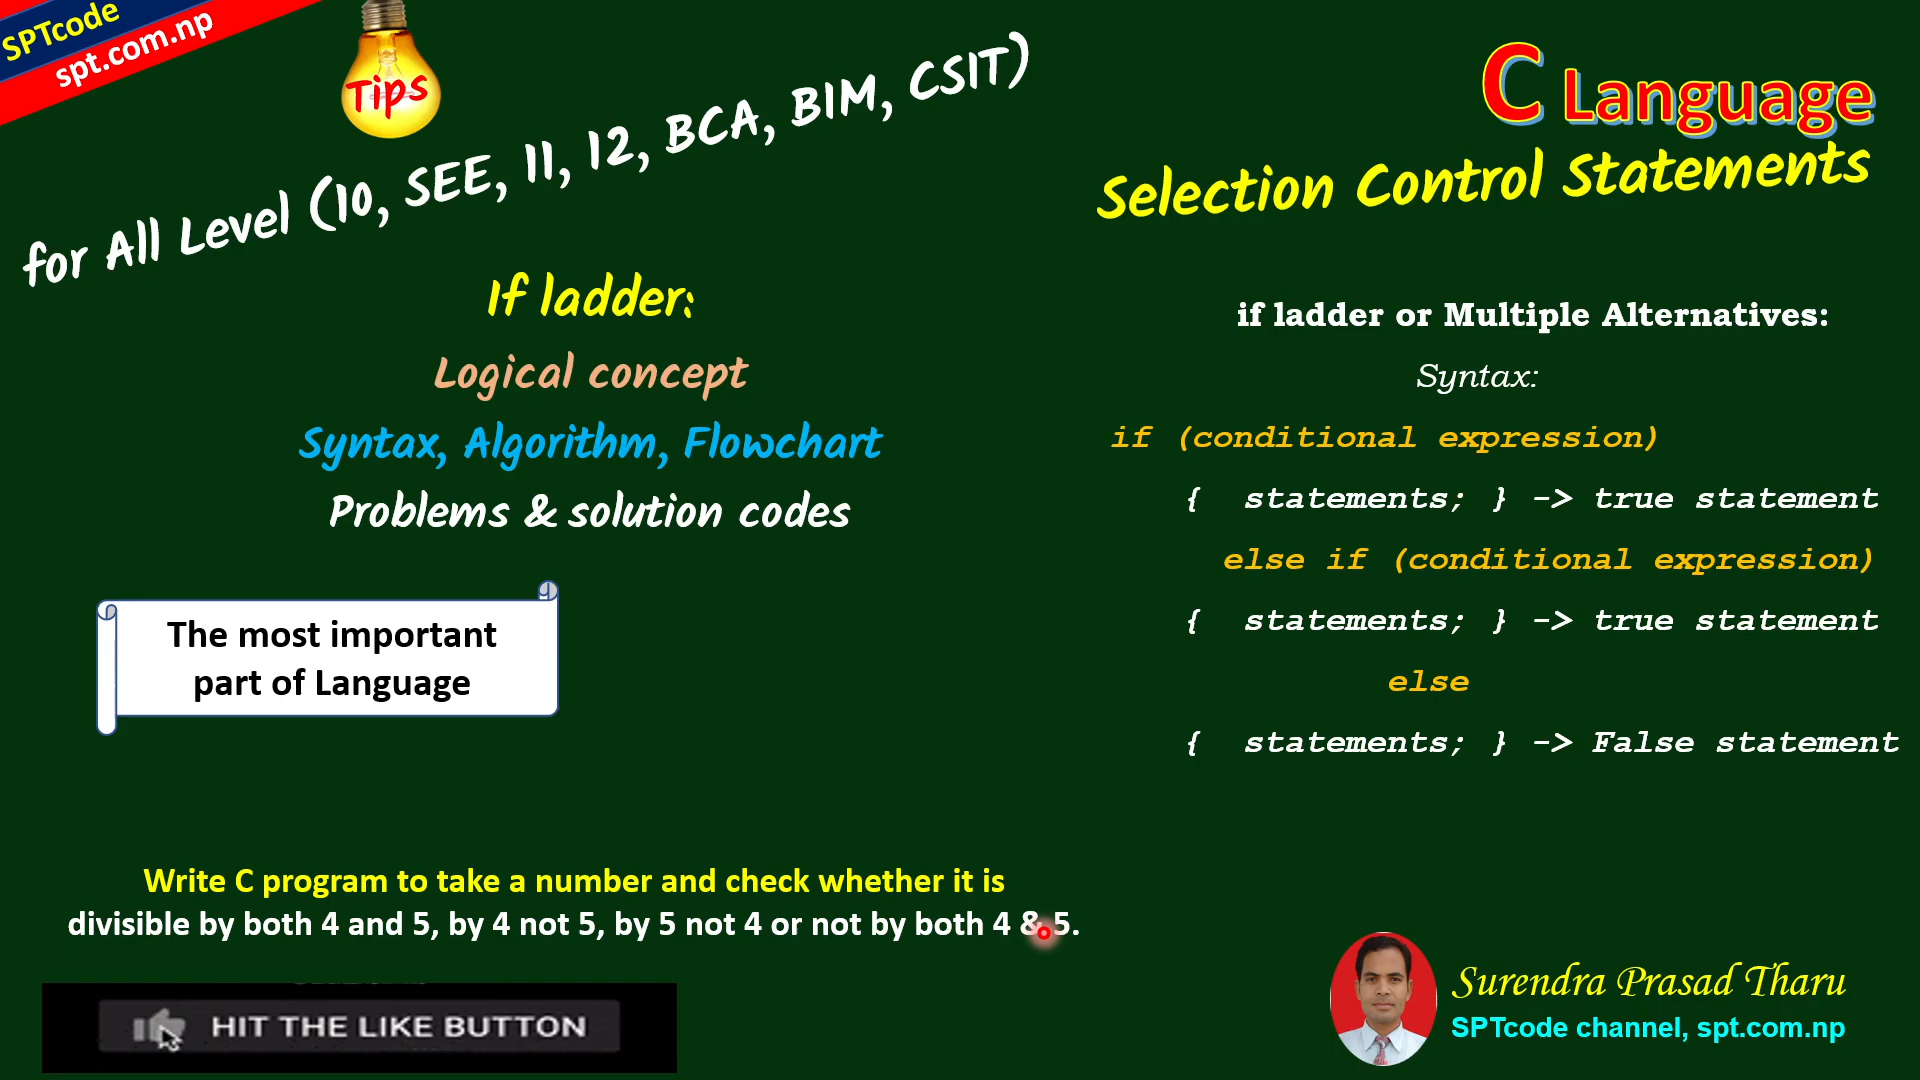 SPTcode
spt.com.np
Tips
for All Level (10, SEE, 11, 12, BCA, BIM, CSIT)
C Language
Selection Control Statements
If ladder:
Logical concept
Syntax, Algorithm, Flowchart
Problems & solution codes
The most important
part of Language
if ladder or Multiple Alternatives:
Syntax:
if (conditional expression)
{ statements; } -> true statement
else if (conditional expression)
{ statements; } -> true statement
else
{ statements; } -> False statement
Write C program to take a number and check whether it is
divisible by both 4 and 5, by 4 not 5, by 5 not 4 or not by both 4 & 5.
HIT THE LIKE BUTTON
Surendra Prasad Tharu
SPTcode channel, spt.com.np